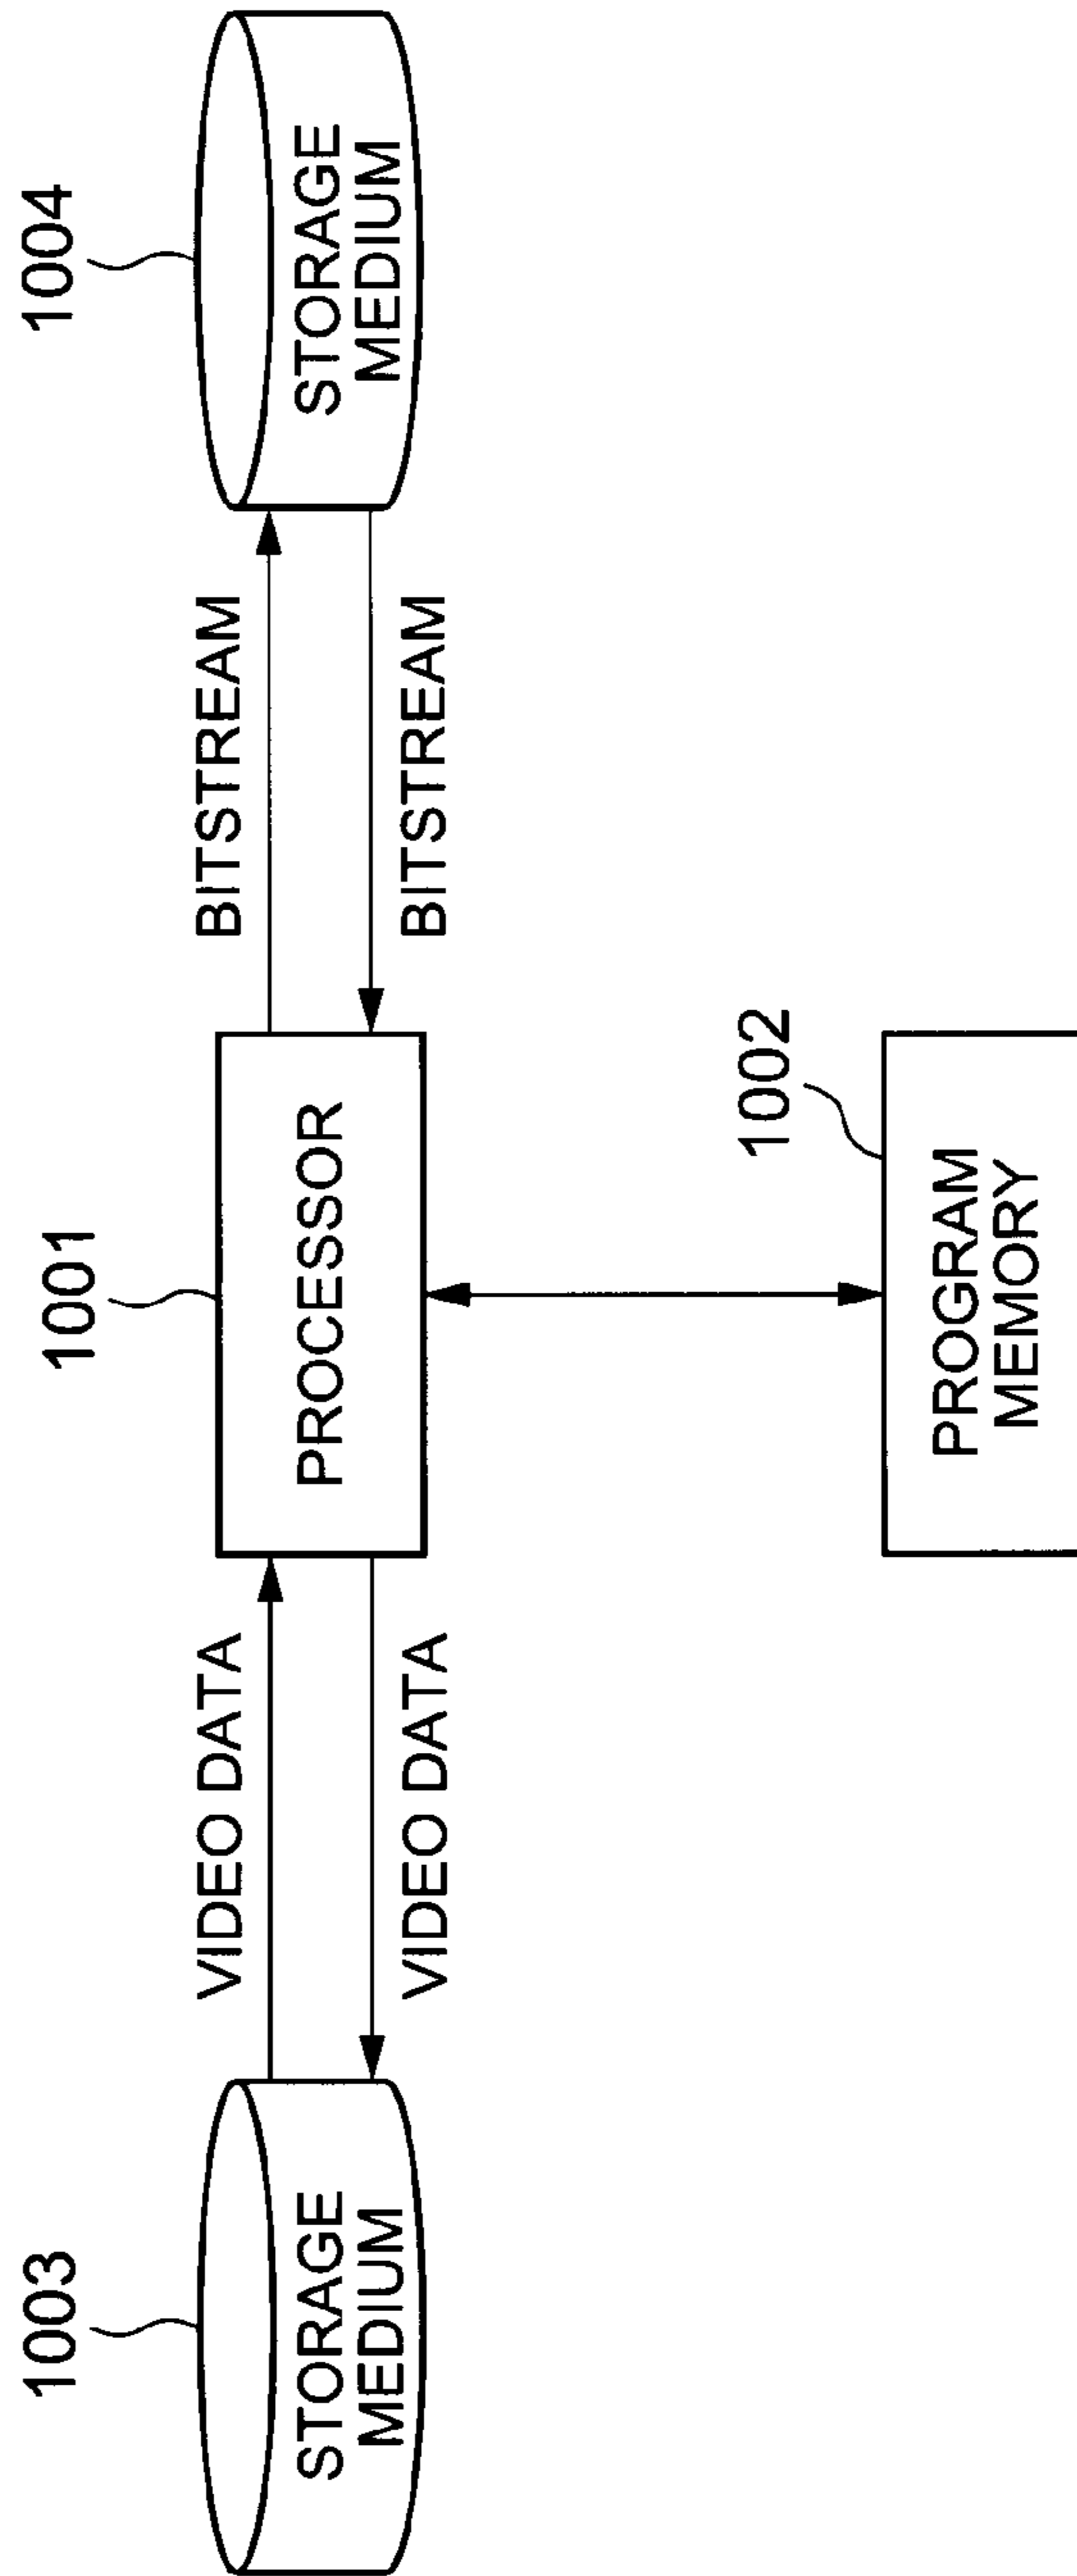 1003
STORAGE
MEDIUM
VIDEO DATA
VIDEO DATA
1001
PROCESSOR
BITSTREAM
BITSTREAM
1004
STORAGE
MEDIUM
1002
PROGRAM
MEMORY